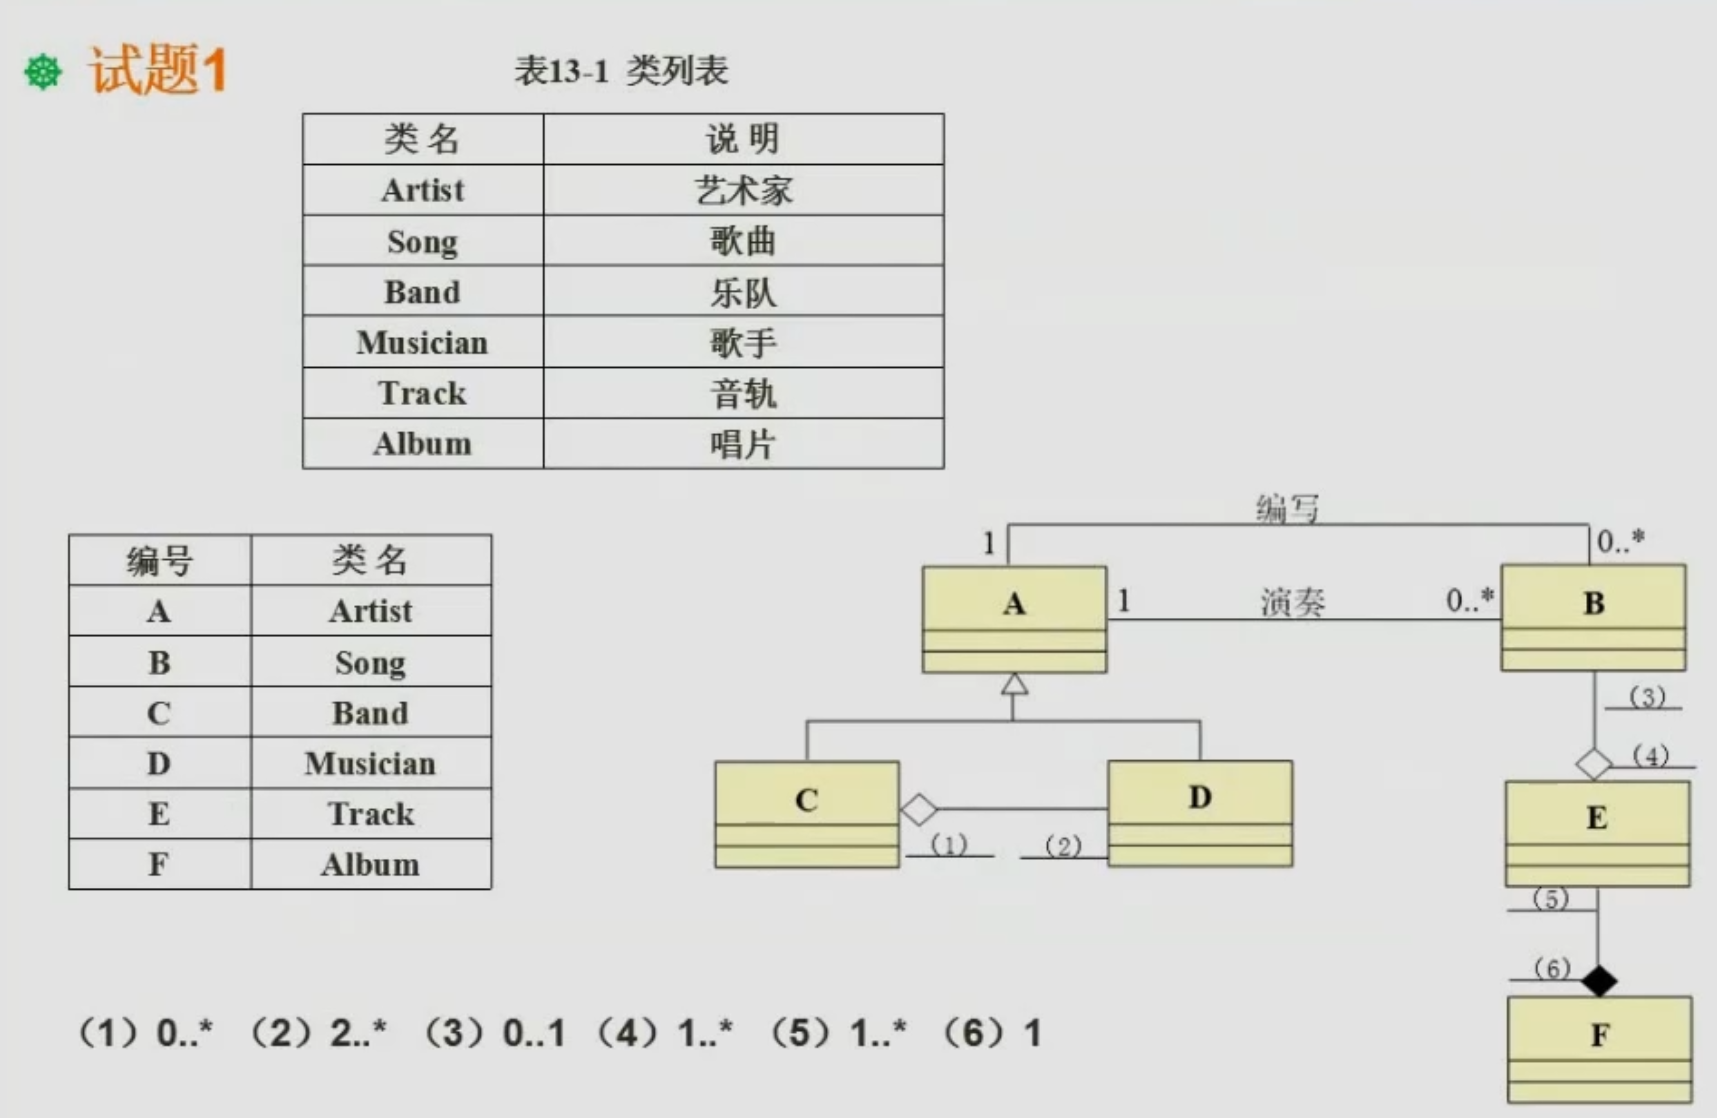 试题1
表13-1 类列表
类 名 说 明
Artist 艺术家
Song 歌曲
Band 乐队
Musician 歌手
Track 音轨
Album 唱片
编号 类 名
A Artist
B Song
C Band
D Musician
E Track
F Album
编写
1 0..*
A 1 演奏 0..* B
(3)
(4)
C D
(1) (2)
E
(5)
(6)
F
（1）0..* （2）2..* （3）0..1 （4）1..* （5）1..* （6）1